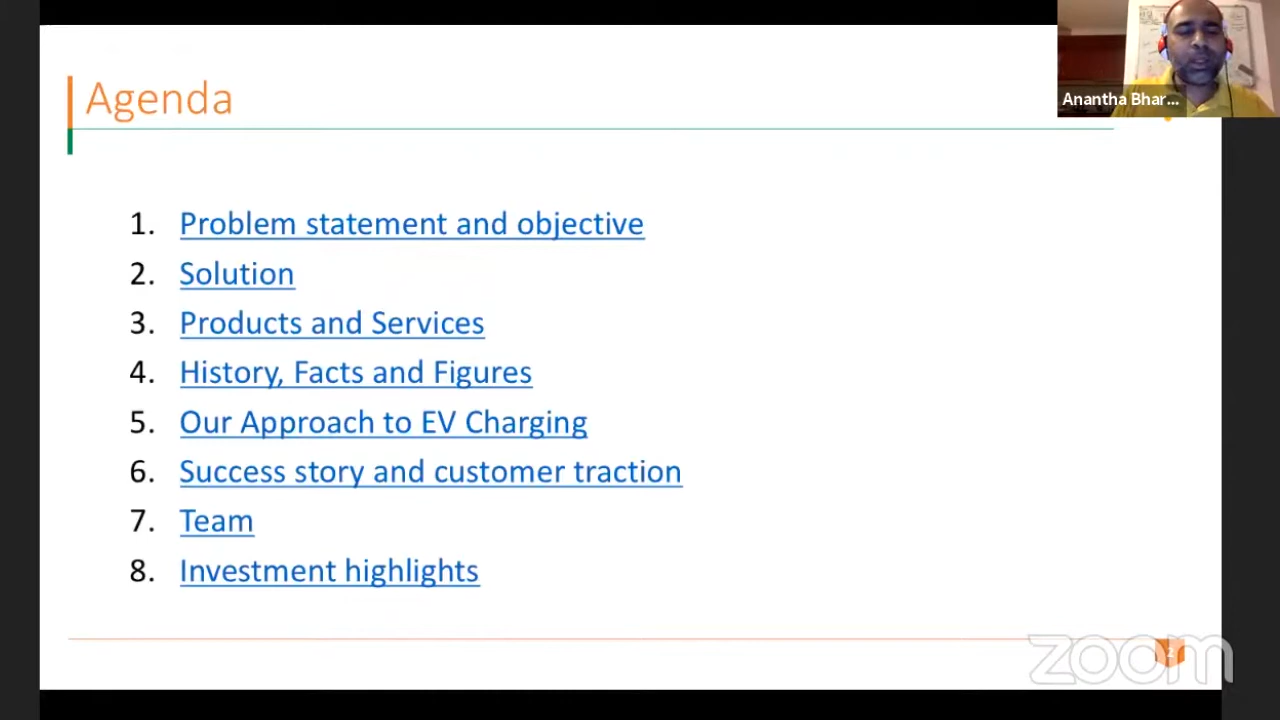 Agenda
Anantha Bhar...
1. Problem statement and objective
2. Solution
3. Products and Services
4. History, Facts and Figures
5. Our Approach to EV Charging
6. Success story and customer traction
7. Team
8. Investment highlights
2
zoom